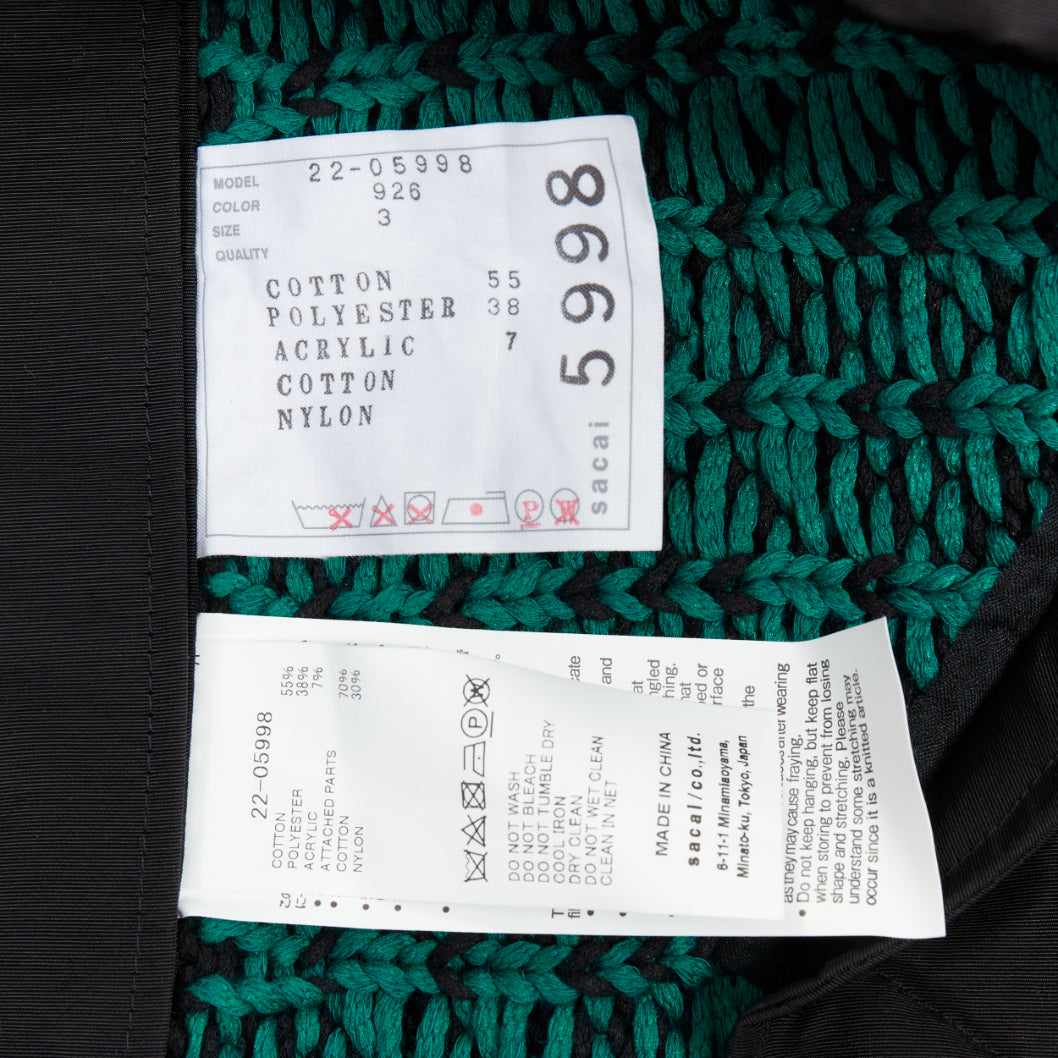 MODEL 22-05998
COLOR 926
SIZE 3
QUALITY
COTTON 55
POLYESTER 38
ACRYLIC 7
COTTON
NYLON
P
sacai 5998
22-05998
COTTON 55%
POLYESTER 38%
ACRYLIC 7%
ATTACHED PARTS
COTTON 70%
NYLON 30%
P
DO NOT WASH
DO NOT BLEACH
DO NOT TUMBLE DRY
COOL IRON
DRY CLEAN
DO NOT WET CLEAN
CLEAN IN NET
MADE IN CHINA
sacai/co.,ltd.
6-11-1 Minamiaoyama,
Minato-ku, Tokyo, Japan
and
hat
the
after wearing
as they may cause fraying.
• Do not keep hanging, but keep flat
when storing to prevent from losing
shape and stretching. Please
understand some stretching may
occur since it is a knitted article.